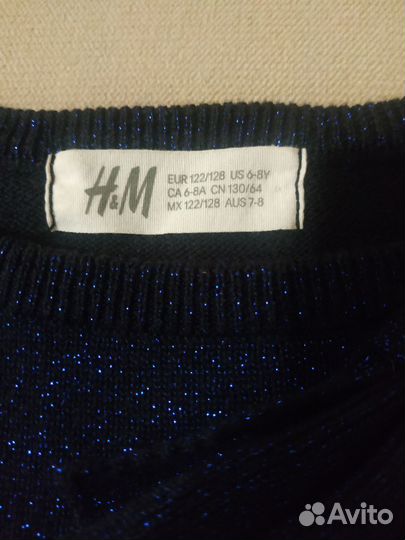 H&M
EUR 122/128 US 6-8Y
CA 6-8A CN 130/64
MX 122/128 AUS 7-8
Avito